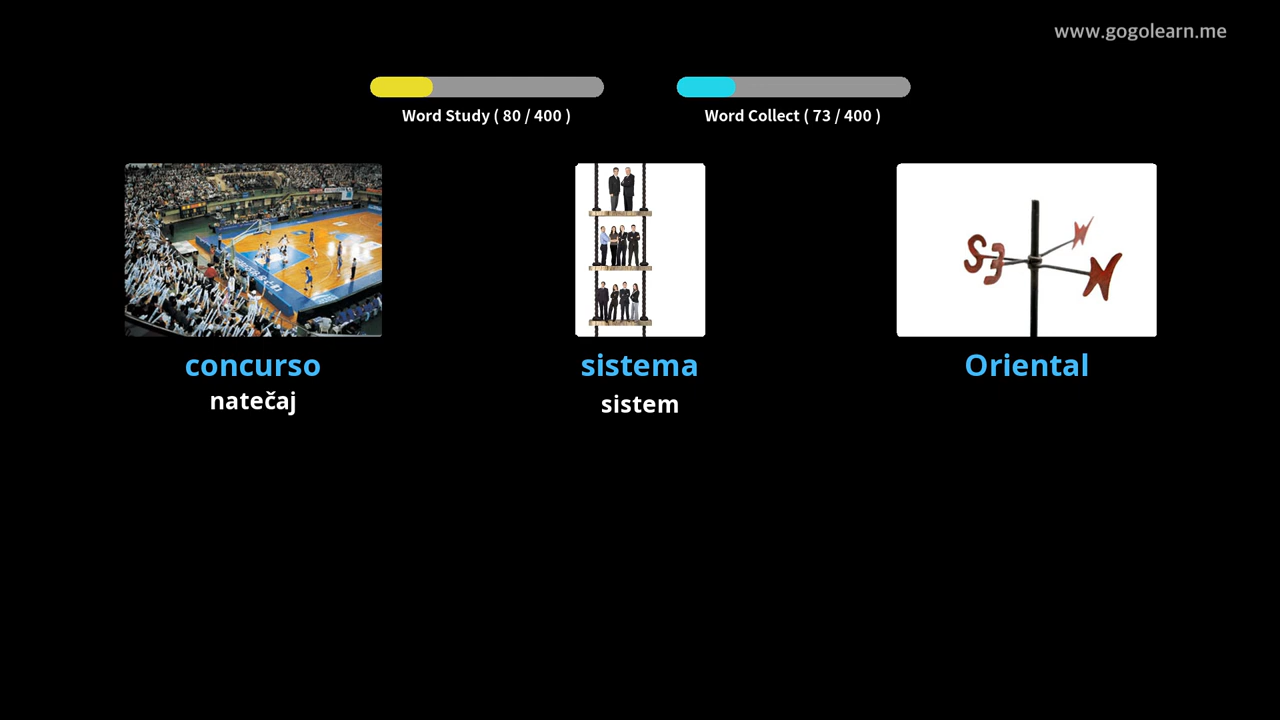 www.gogolearn.me
Word Study ( 80 / 400 )
Word Collect ( 73 / 400 )
concurso
sistema
Oriental
natečaj
sistem